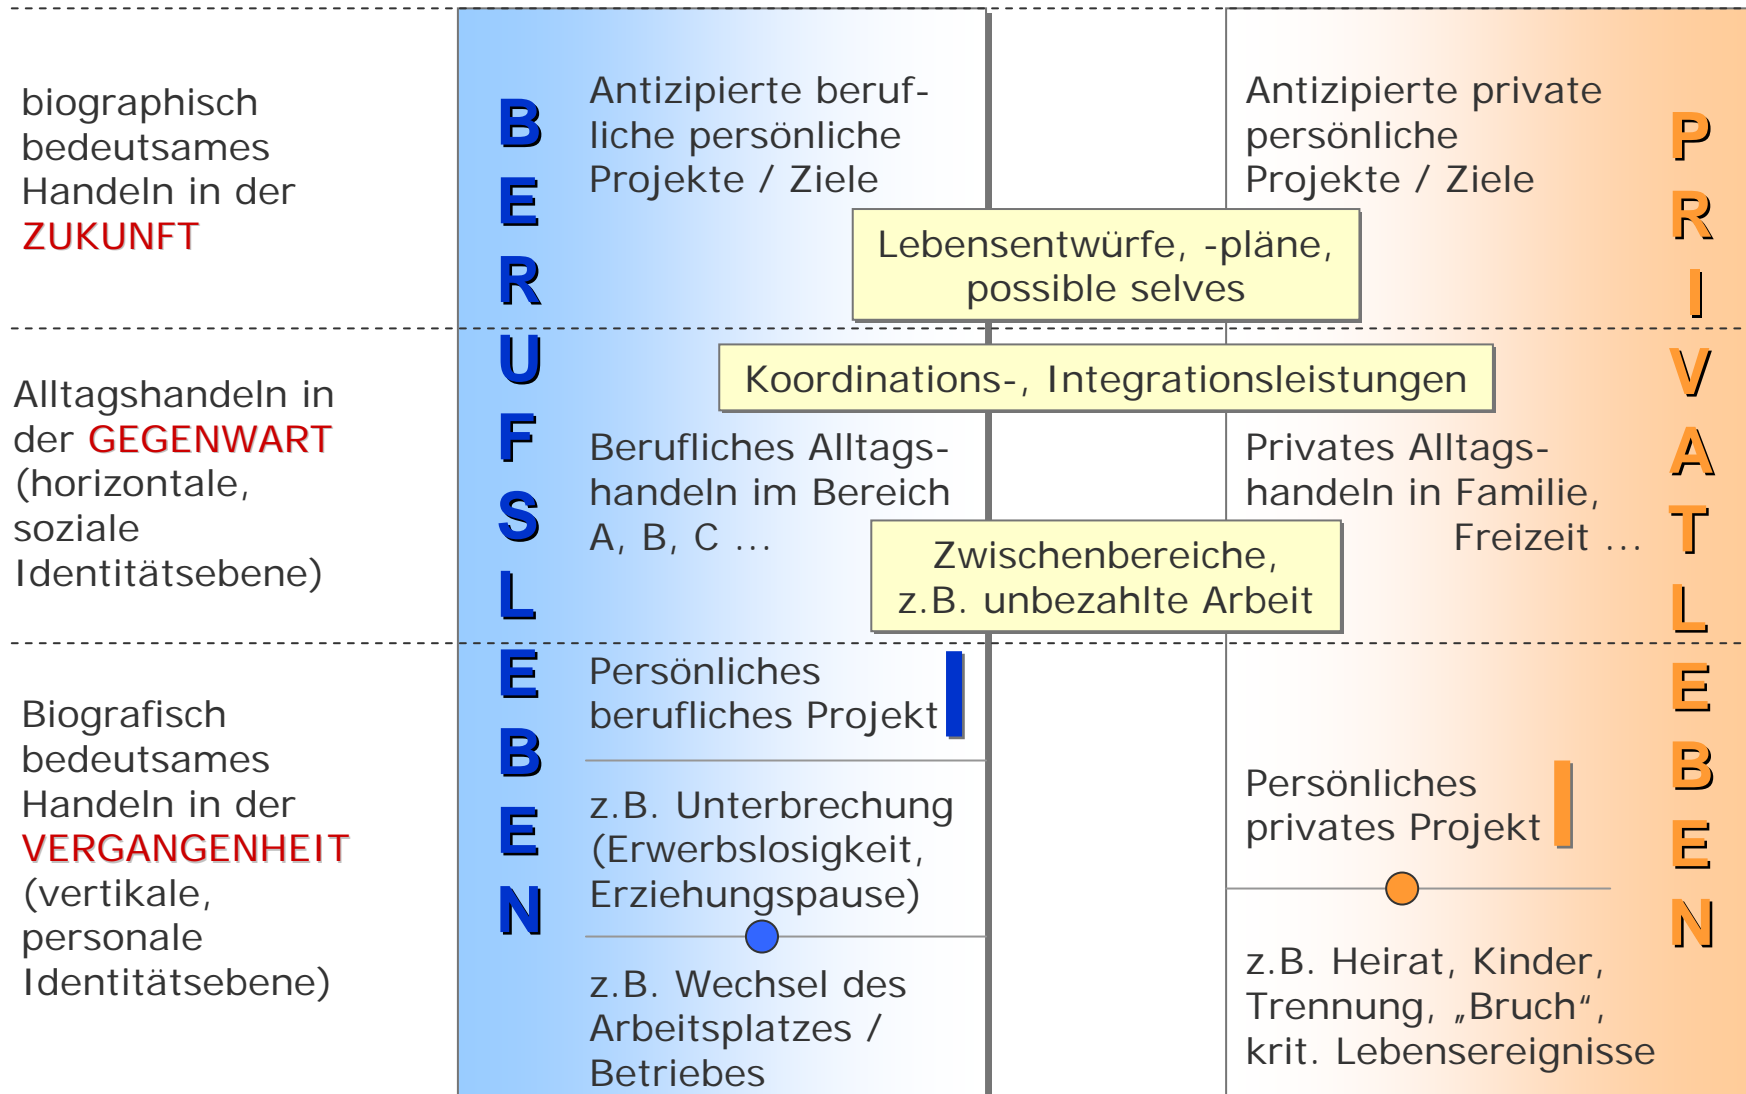 biographisch
bedeutsames
Handeln in der
ZUKUNFT
BERUFSLEBEN
Antizipierte beruf-
liche persönliche
Projekte / Ziele
Antizipierte private
persönliche
Projekte / Ziele
PRIVATLEBEN
Lebensentwürfe, -pläne,
possible selves
Alltagshandeln in
der GEGENWART
(horizontale,
soziale
Identitätsebene)
Koordinations-, Integrationsleistungen
Berufliches Alltags-
handeln im Bereich
A, B, C ...
Privates Alltags-
handeln in Familie,
Freizeit ...
Zwischenbereiche,
z.B. unbezahlte Arbeit
Biografisch
bedeutsames
Handeln in der
VERGANGENHEIT
(vertikale,
personale
Identitätsebene)
Persönliches
berufliches Projekt
z.B. Unterbrechung
(Erwerbslosigkeit,
Erziehungspause)
z.B. Wechsel des
Arbeitsplatzes /
Betriebes
Persönliches
privates Projekt
z.B. Heirat, Kinder,
Trennung, „Bruch“,
krit. Lebensereignisse